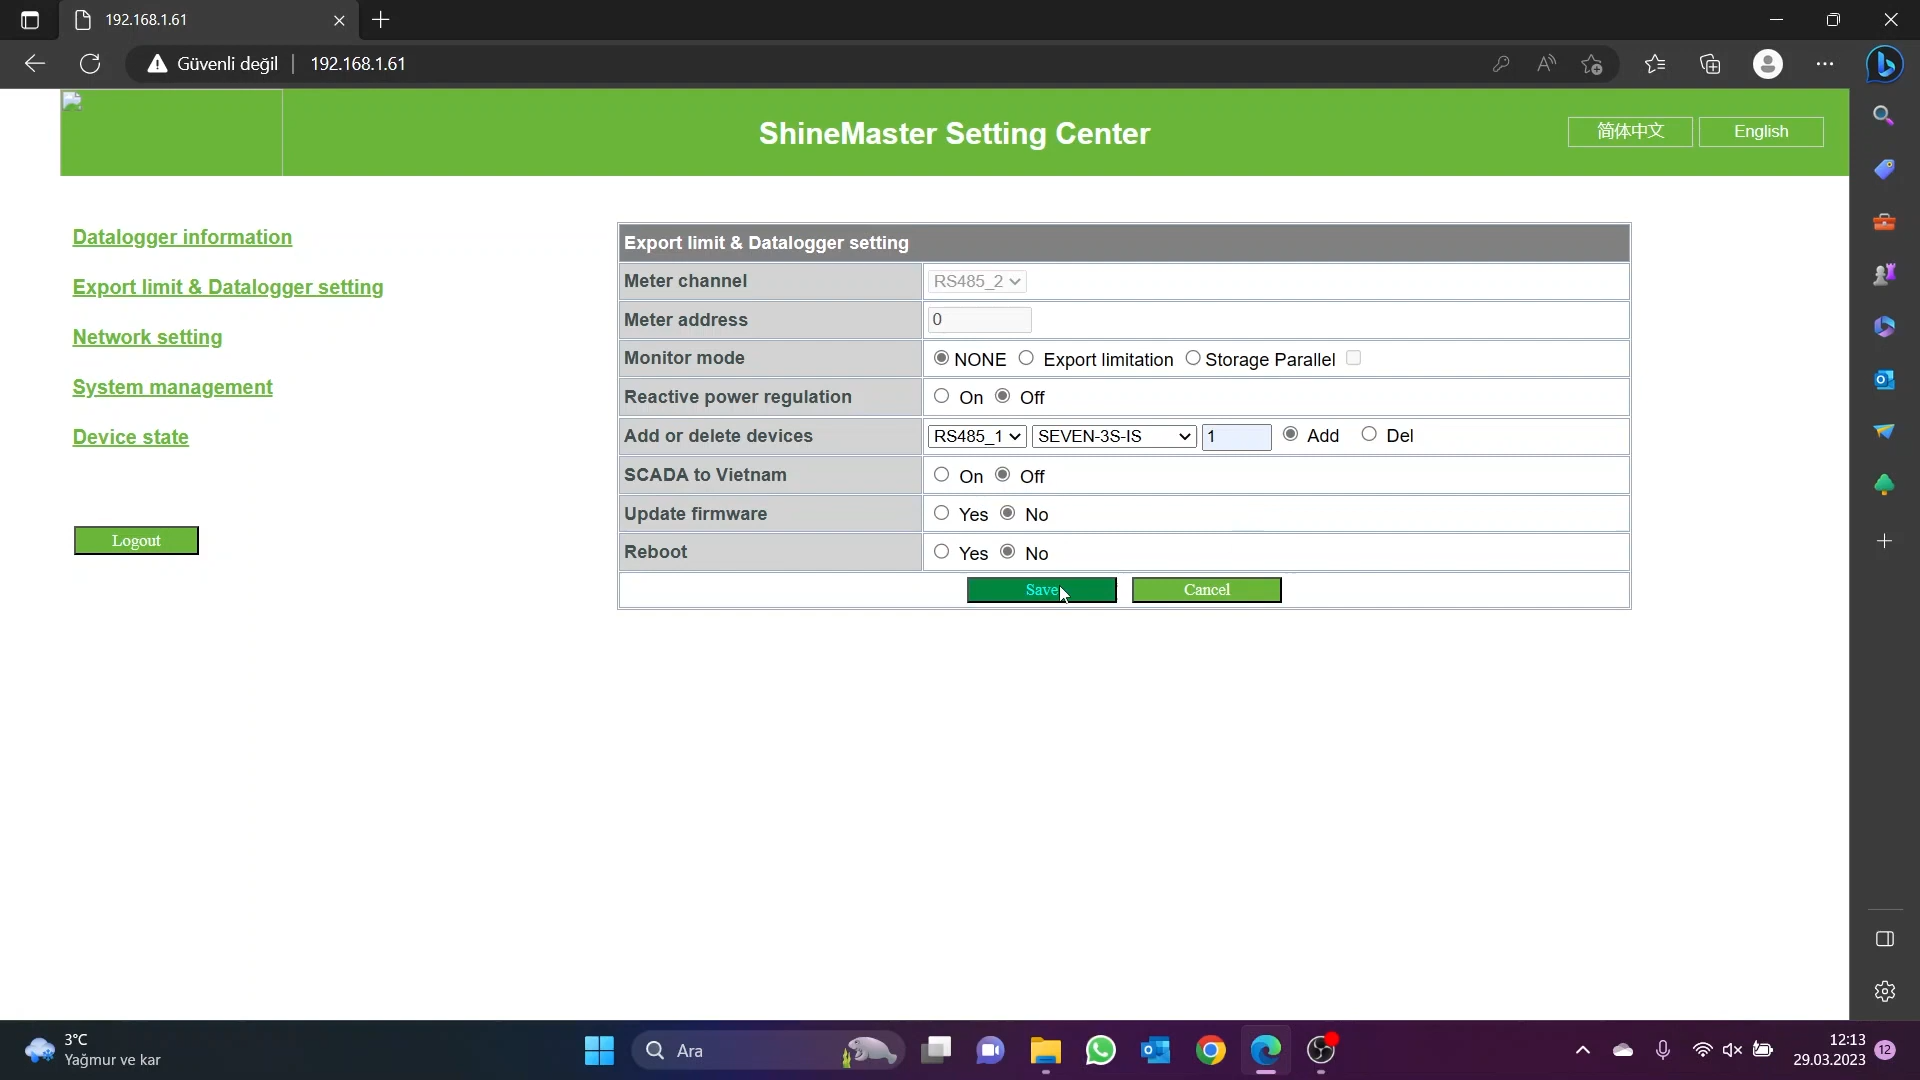 192.168.1.61
Güvenli değil 192.168.1.61
ShineMaster Setting Center
简体中文 English
Datalogger information
Export limit & Datalogger setting
Network setting
System management
Device state
Logout
Export limit & Datalogger setting
Meter channel RS485_2
Meter address 0
Monitor mode NONE Export limitation Storage Parallel
Reactive power regulation On Off
Add or delete devices RS485_1 SEVEN-3S-IS 1 Add Del
SCADA to Vietnam On Off
Update firmware Yes No
Reboot Yes No
Save Cancel
3°C
Yağmur ve kar
Ara
12:13
29.03.2023
12